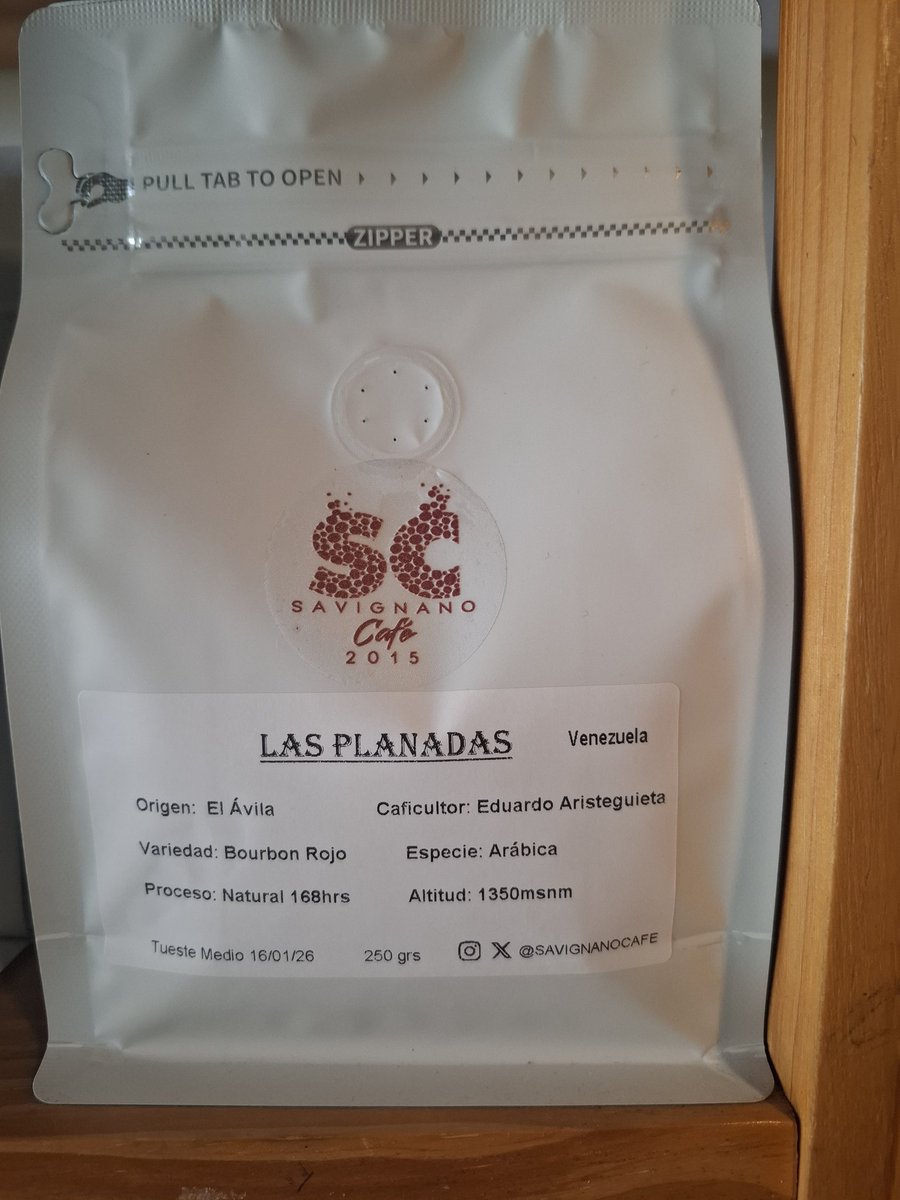 PULL TAB TO OPEN
ZIPPER
SC
SAVIGNANO
Café
2015
LAS PLANADAS
Venezuela
Origen: El Ávila
Caficultor: Eduardo Aristeguieta
Variedad: Bourbon Rojo
Especie: Arábica
Proceso: Natural 168hrs
Altitud: 1350msnm
Tueste Medio 16/01/26
250 grs
@SAVIGNANOCAFE